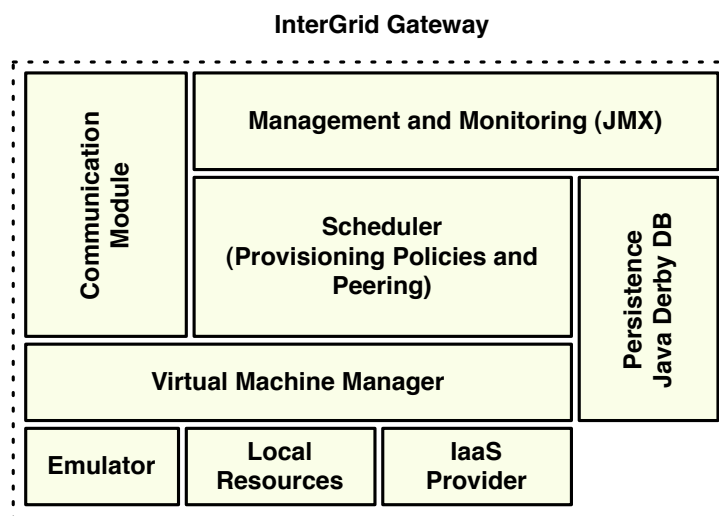 InterGrid Gateway
Communication
Module
Management and Monitoring (JMX)
Scheduler
(Provisioning Policies and
Peering)
Persistence
Java Derby DB
Virtual Machine Manager
Emulator
Local
Resources
IaaS
Provider